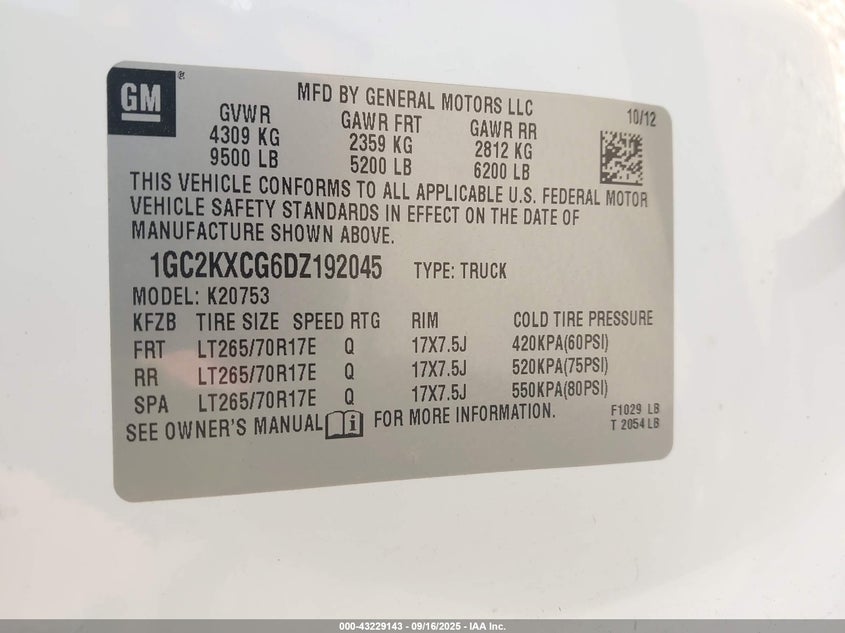 GM®
MFD BY GENERAL MOTORS LLC
10/12
GVWR GAWR FRT GAWR RR
4309 KG 2359 KG 2812 KG
9500 LB 5200 LB 6200 LB
THIS VEHICLE CONFORMS TO ALL APPLICABLE U.S. FEDERAL MOTOR
VEHICLE SAFETY STANDARDS IN EFFECT ON THE DATE OF
MANUFACTURE SHOWN ABOVE.
1GC2KXCG6DZ192045 TYPE: TRUCK
MODEL: K20753
KFZB TIRE SIZE SPEED RTG RIM COLD TIRE PRESSURE
FRT LT265/70R17E Q 17X7.5J 420KPA(60PSI)
RR LT265/70R17E Q 17X7.5J 520KPA(75PSI)
SPA LT265/70R17E Q 17X7.5J 550KPA(80PSI)
SEE OWNER'S MANUAL i FOR MORE INFORMATION.
F1029 LB
T 2054 LB
000-43229143 - 09/16/2025 - IAA Inc.